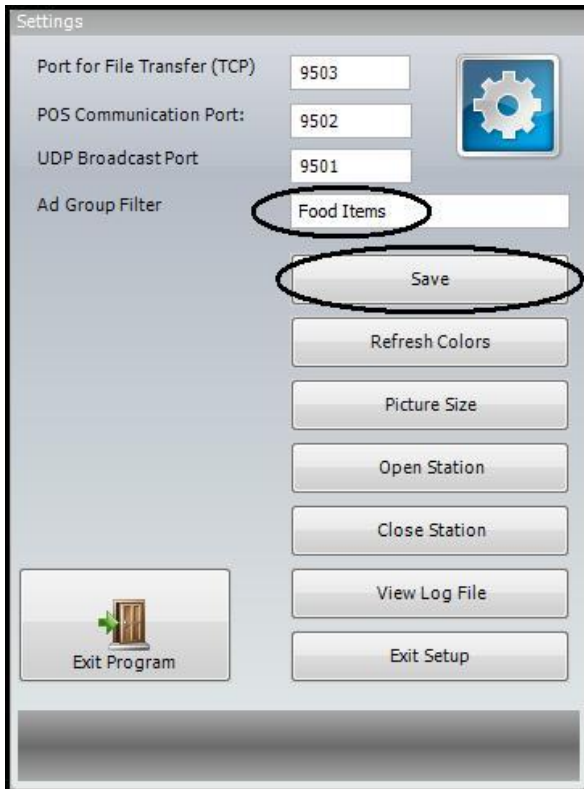 Settings
Port for File Transfer (TCP) 9503
POS Communication Port: 9502
UDP Broadcast Port 9501
Ad Group Filter Food Items
Save
Refresh Colors
Picture Size
Open Station
Close Station
View Log File
Exit Program
Exit Setup